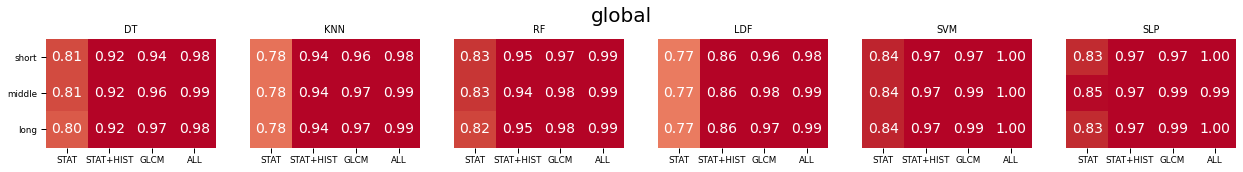 global
DT KNN RF LDF SVM SLP
short 0.81 0.92 0.94 0.98 0.78 0.94 0.96 0.98 0.83 0.95 0.97 0.99 0.77 0.86 0.96 0.98 0.84 0.97 0.97 1.00 0.83 0.97 0.97 1.00
middle 0.81 0.92 0.96 0.99 0.78 0.94 0.97 0.99 0.83 0.94 0.98 0.99 0.77 0.86 0.98 0.99 0.84 0.97 0.99 1.00 0.85 0.97 0.99 0.99
long 0.80 0.92 0.97 0.98 0.78 0.94 0.97 0.99 0.82 0.95 0.98 0.99 0.77 0.86 0.97 0.99 0.84 0.97 0.99 1.00 0.83 0.97 0.99 1.00
STAT STAT+HIST GLCM ALL STAT STAT+HIST GLCM ALL STAT STAT+HIST GLCM ALL STAT STAT+HIST GLCM ALL STAT STAT+HIST GLCM ALL STAT STAT+HIST GLCM ALL